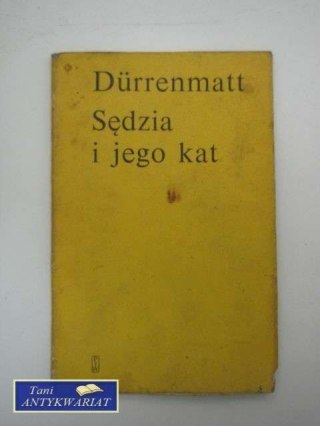 Dürrenmatt
Sędzia
i jego kat
Tani
ANTYKWARIAT